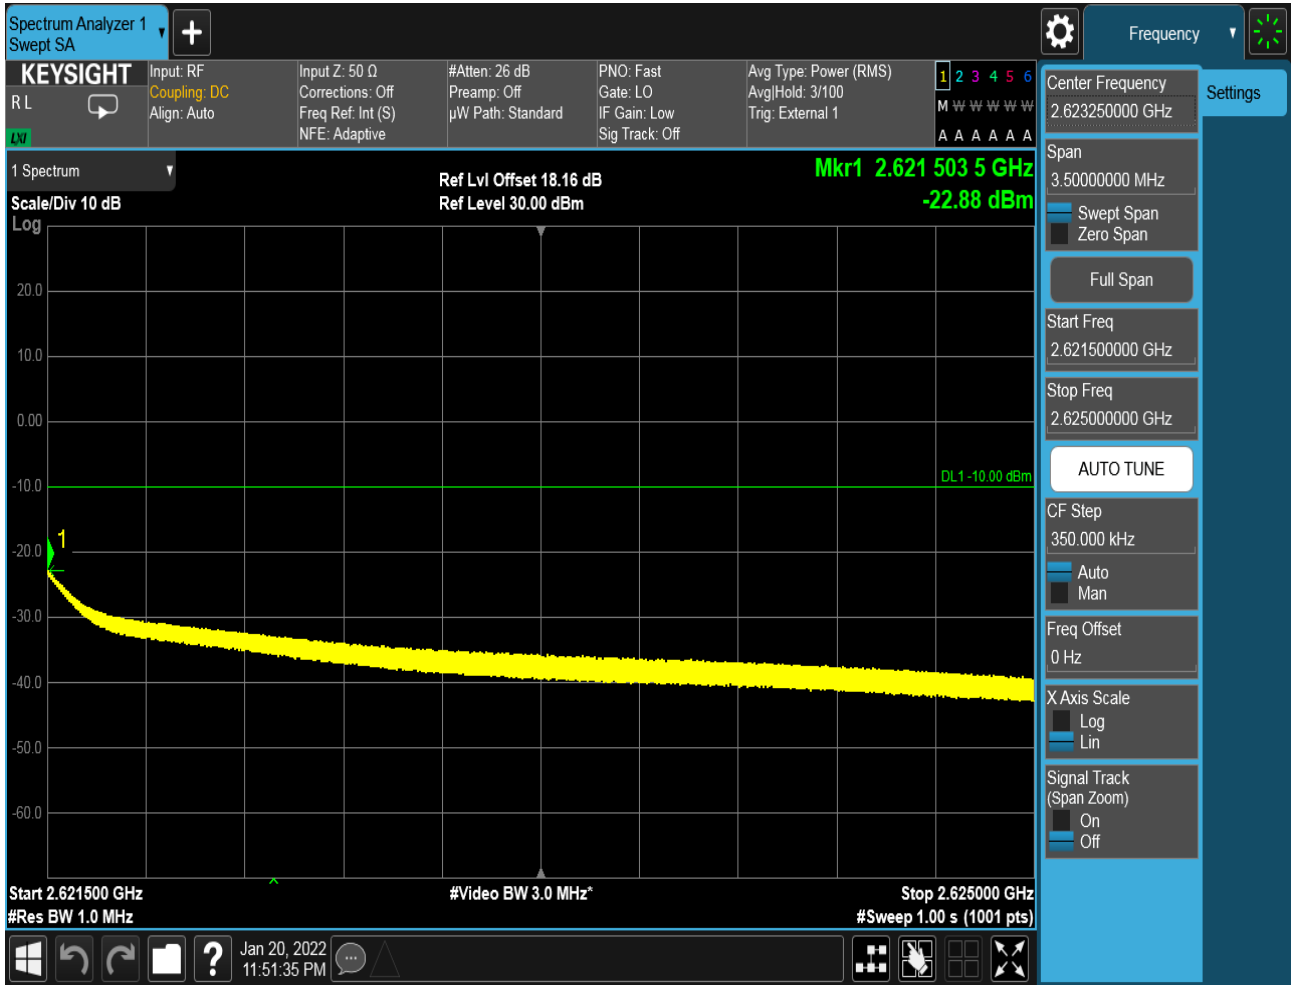 Spectrum Analyzer 1
Swept SA
Frequency
KEYSIGHT
R L
LXI
Input: RF
Coupling: DC
Align: Auto
Input Z: 50 Ω
Corrections: Off
Freq Ref: Int (S)
NFE: Adaptive
#Atten: 26 dB
Preamp: Off
µW Path: Standard
PNO: Fast
Gate: LO
IF Gain: Low
Sig Track: Off
Avg Type: Power (RMS)
Avg|Hold: 3/100
Trig: External 1
1 2 3 4 5 6
M W W W W W
A A A A A A
Center Frequency
2.623250000 GHz
Settings
Span
3.50000000 MHz
Swept Span
Zero Span
Full Span
Start Freq
2.621500000 GHz
Stop Freq
2.625000000 GHz
AUTO TUNE
CF Step
350.000 kHz
Auto
Man
Freq Offset
0 Hz
X Axis Scale
Log
Lin
Signal Track
(Span Zoom)
On
Off
1 Spectrum
Scale/Div 10 dB
Log
Ref Lvl Offset 18.16 dB
Ref Level 30.00 dBm
Mkr1 2.621 503 5 GHz
-22.88 dBm
20.0
10.0
0.00
DL1 -10.00 dBm
-10.0
1
-20.0
-30.0
-40.0
-50.0
-60.0
Start 2.621500 GHz
#Video BW 3.0 MHz*
Stop 2.625000 GHz
#Res BW 1.0 MHz
#Sweep 1.00 s (1001 pts)
?
Jan 20, 2022
11:51:35 PM